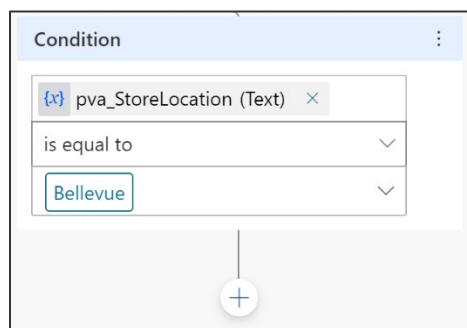 Condition
{x} pva_StoreLocation (Text) ×
is equal to
Bellevue